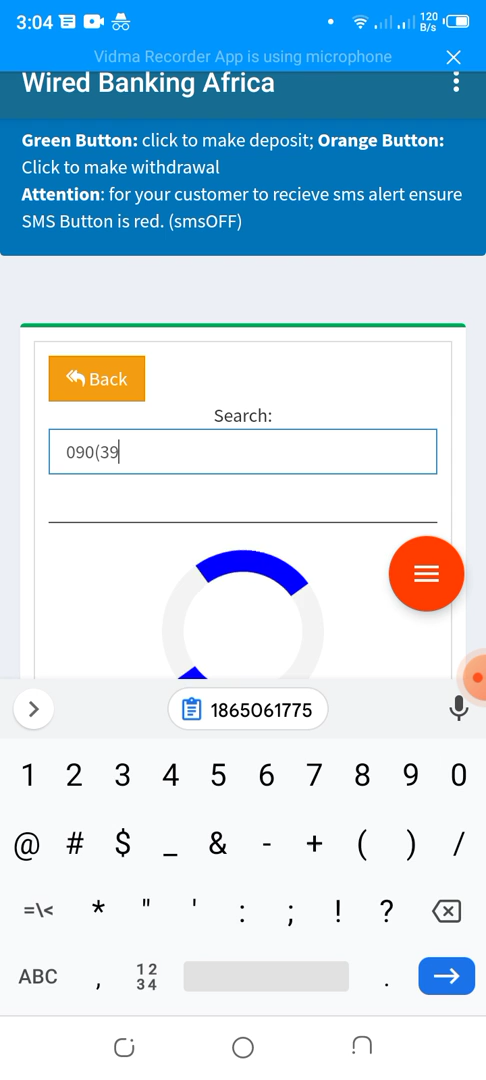 3:04 120 B/s
Vidma Recorder App is using microphone
Wired Banking Africa
Green Button: click to make deposit; Orange Button:
Click to make withdrawal
Attention: for your customer to recieve sms alert ensure
SMS Button is red. (smsOFF)
Back
Search:
090(39
1865061775
1 2 3 4 5 6 7 8 9 0
@ # $ _ & - + ( ) /
=\< * " ' : ; ! ?
ABC , 12 34 .